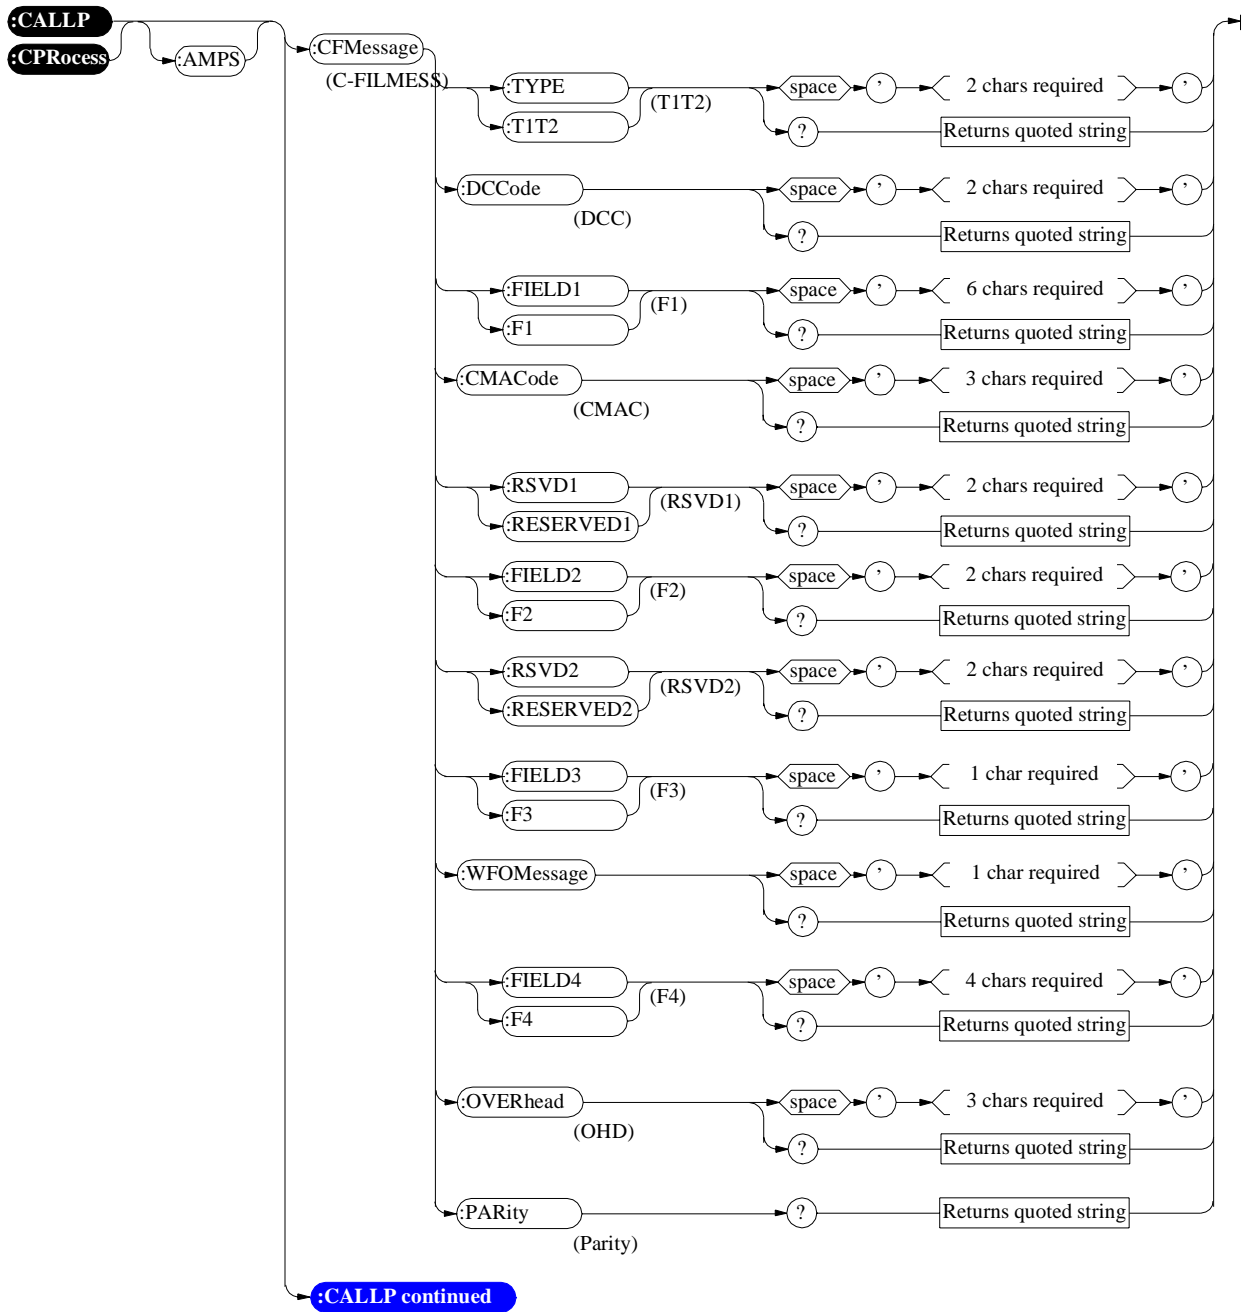 :CALLP
:CPRocess
:AMPS
:CFMessage
(C-FILMESS)
:TYPE (T1T2) space ' 2 chars required '
:T1T2 ? Returns quoted string
:DCCode space ' 2 chars required '
(DCC) ? Returns quoted string
:FIELD1 (F1) space ' 6 chars required '
:F1 ? Returns quoted string
:CMACode space ' 3 chars required '
(CMAC) ? Returns quoted string
:RSVD1 (RSVD1) space ' 2 chars required '
:RESERVED1 ? Returns quoted string
:FIELD2 (F2) space ' 2 chars required '
:F2 ? Returns quoted string
:RSVD2 (RSVD2) space ' 2 chars required '
:RESERVED2 ? Returns quoted string
:FIELD3 (F3) space ' 1 char required '
:F3 ? Returns quoted string
:WFOMessage space ' 1 char required '
? Returns quoted string
:FIELD4 (F4) space ' 4 chars required '
:F4 ? Returns quoted string
:OVERhead space ' 3 chars required '
(OHD) ? Returns quoted string
:PARity ? Returns quoted string
(Parity)
:CALLP continued